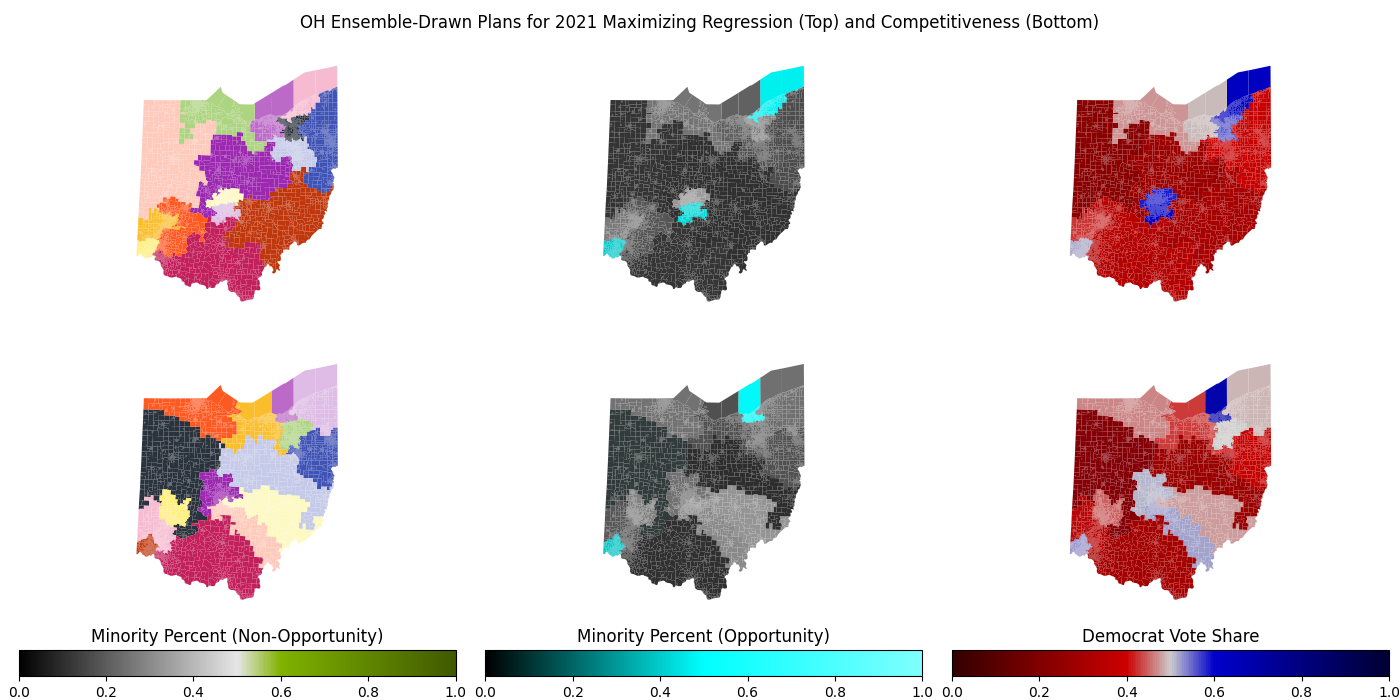 OH Ensemble-Drawn Plans for 2021 Maximizing Regression (Top) and Competitiveness (Bottom)
Minority Percent (Non-Opportunity)
0.0 0.2 0.4 0.6 0.8 1.0
Minority Percent (Opportunity)
0.0 0.2 0.4 0.6 0.8 1.0
Democrat Vote Share
0.0 0.2 0.4 0.6 0.8 1.0